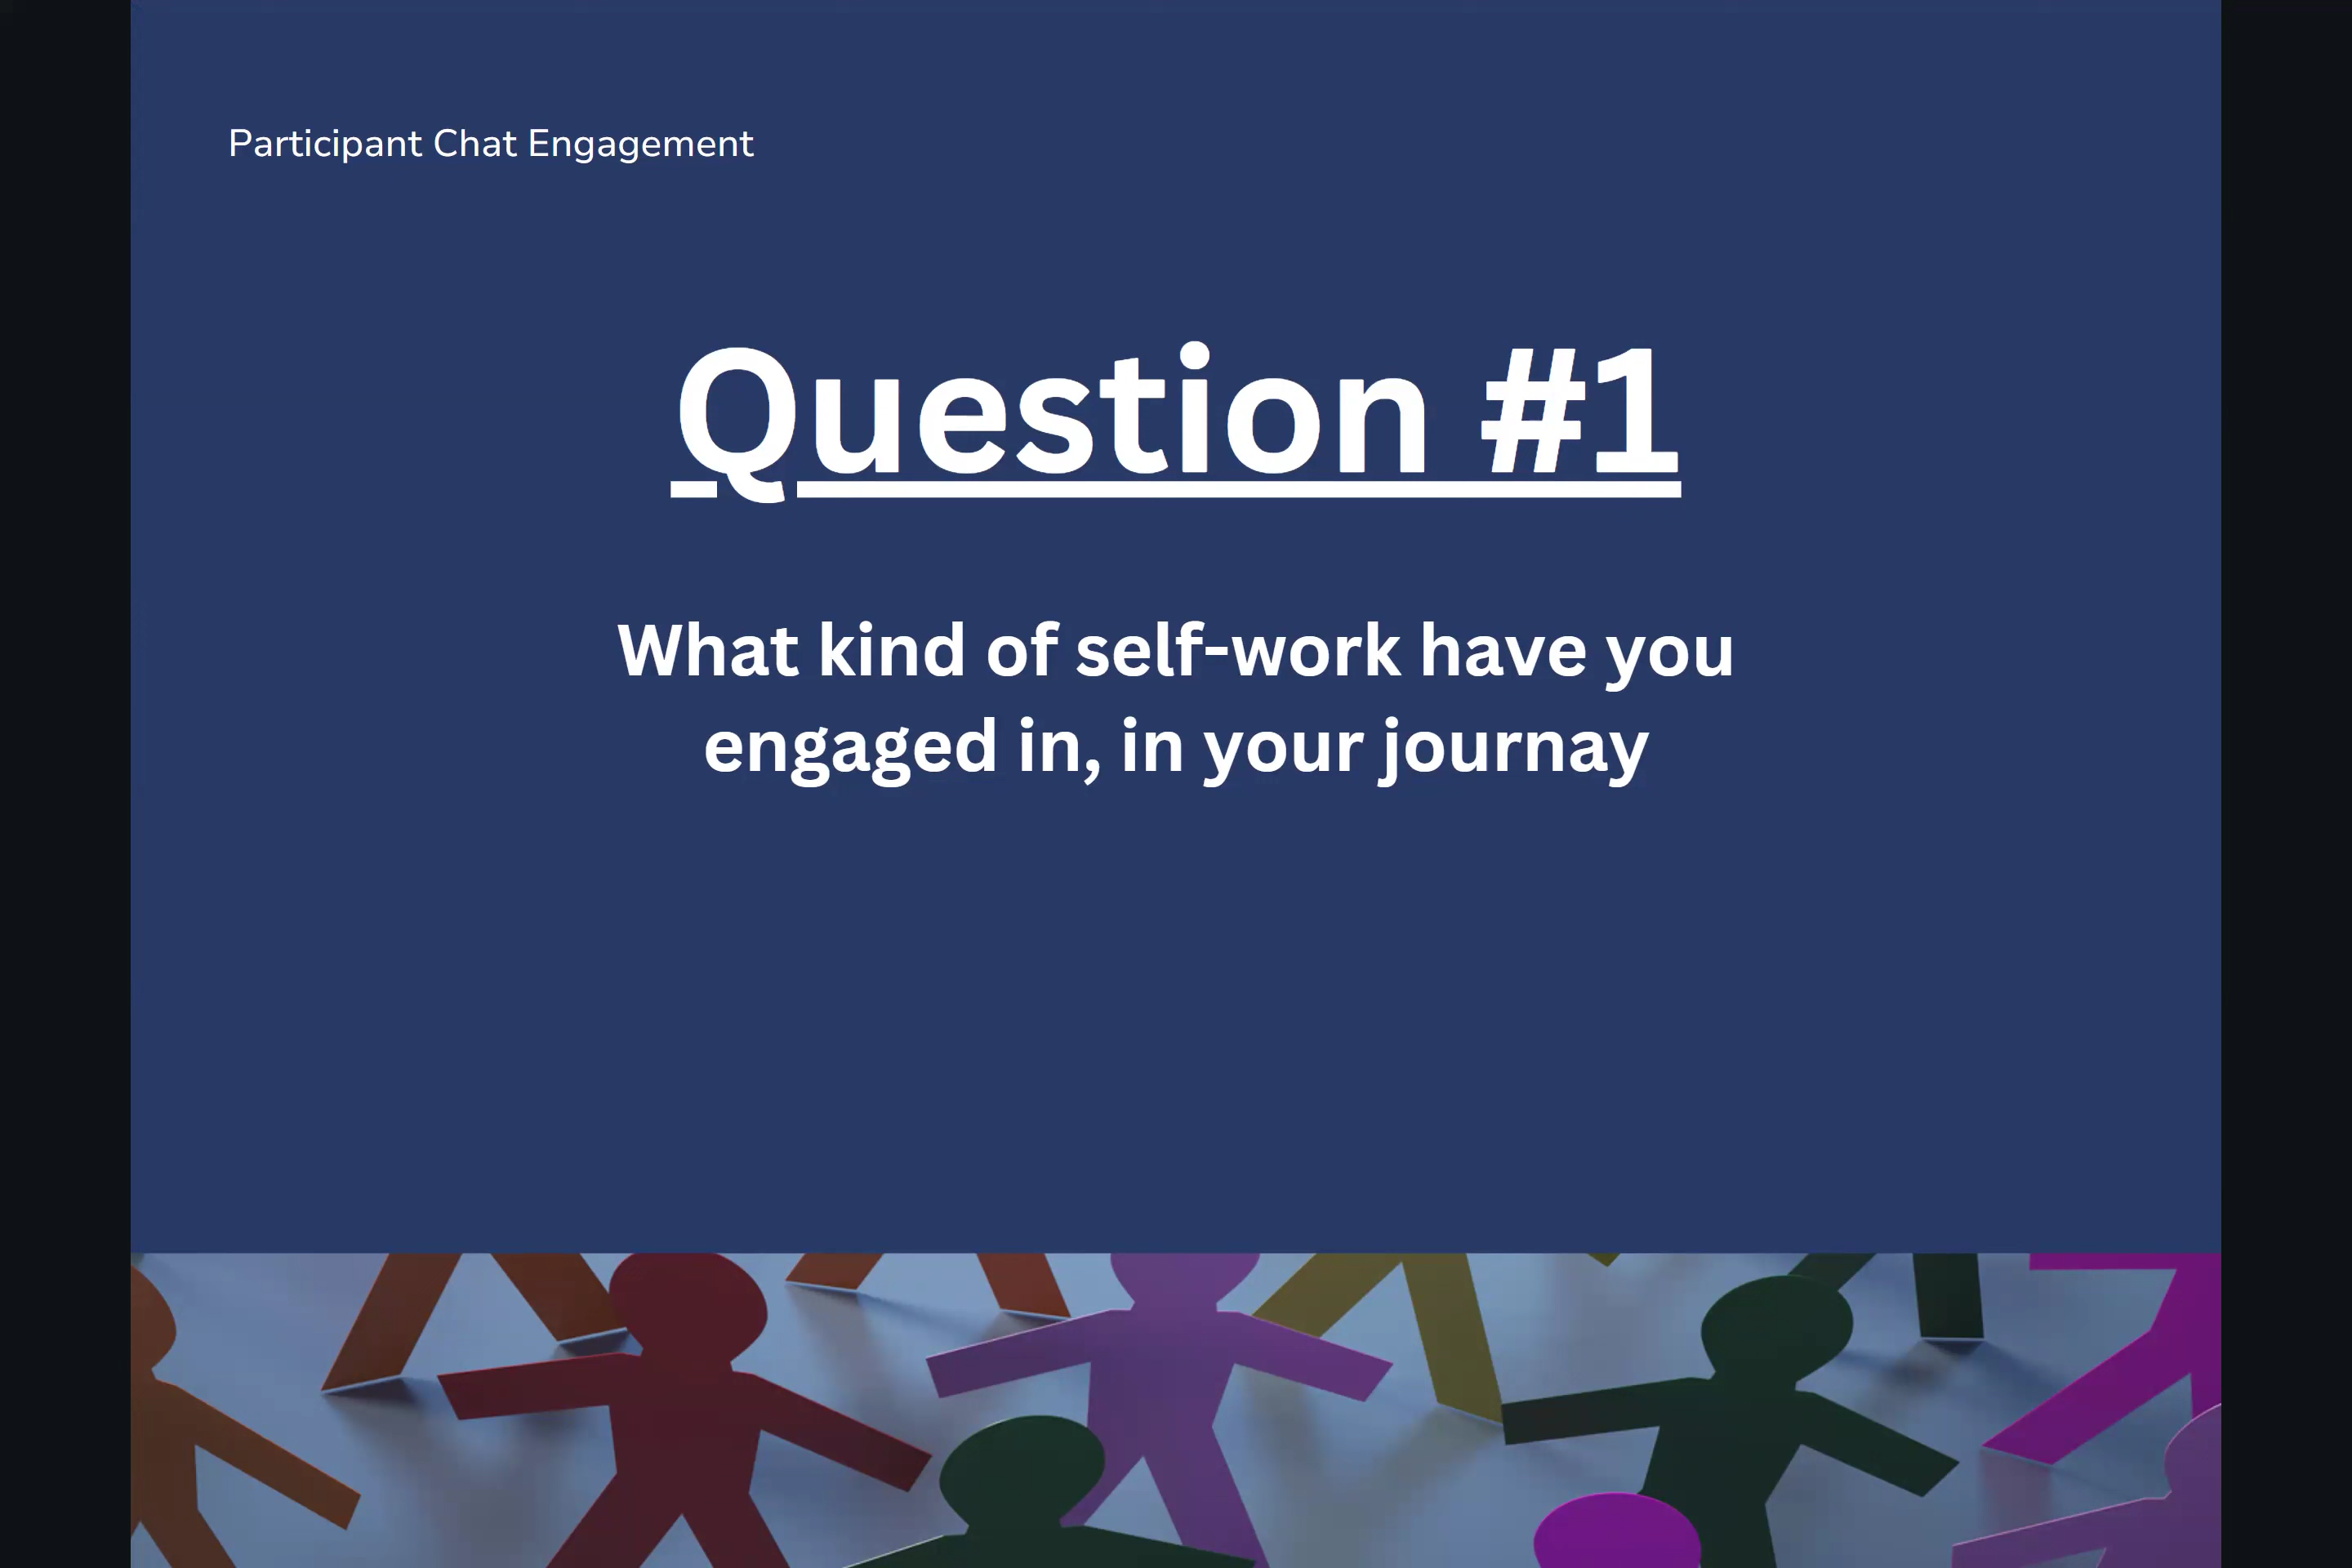 Participant Chat Engagement
Question #1
What kind of self-work have you
engaged in, in your journay